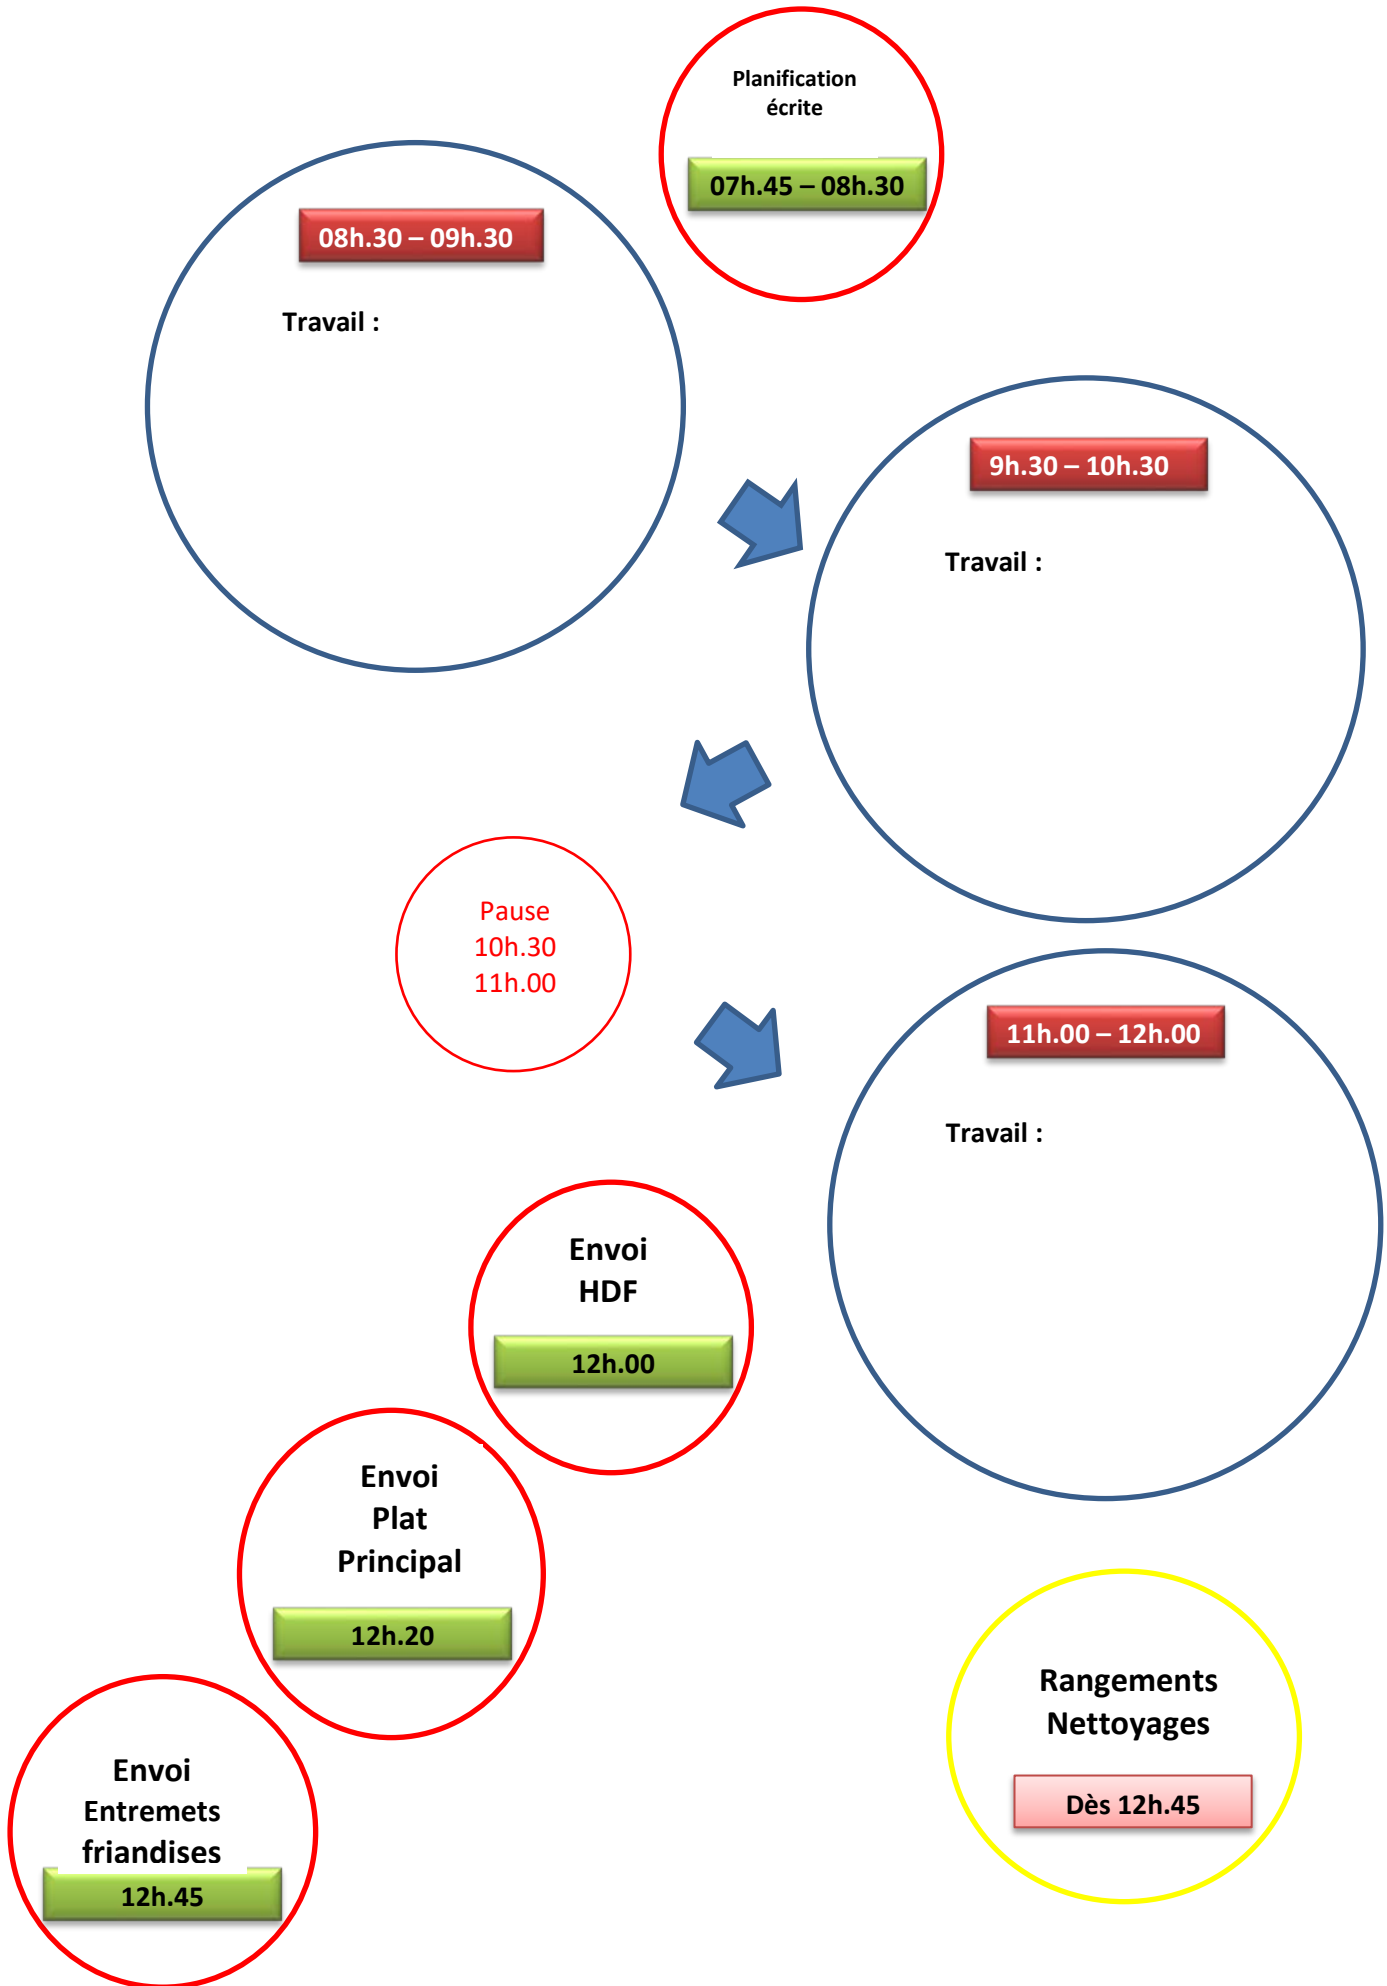 Planification
écrite
07h.45 – 08h.30
08h.30 – 09h.30
Travail :
9h.30 – 10h.30
Travail :
Pause
10h.30
11h.00
11h.00 – 12h.00
Travail :
Envoi
HDF
12h.00
Envoi
Plat
Principal
12h.20
Envoi
Entremets
friandises
12h.45
Rangements
Nettoyages
Dès 12h.45